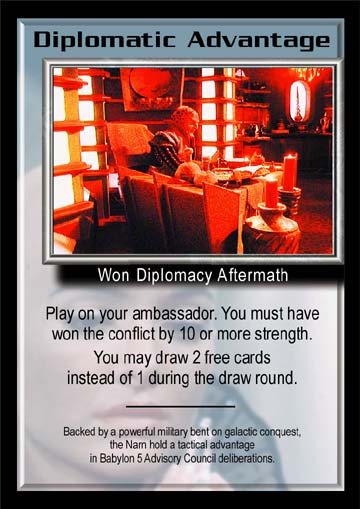 Diplomatic Advantage
Won Diplomacy Aftermath
Play on your ambassador. You must have
won the conflict by 10 or more strength.
You may draw 2 free cards
instead of 1 during the draw round.
Backed by a powerful military bent on galactic conquest,
the Narn hold a tactical advantage
in Babylon 5 Advisory Council deliberations.